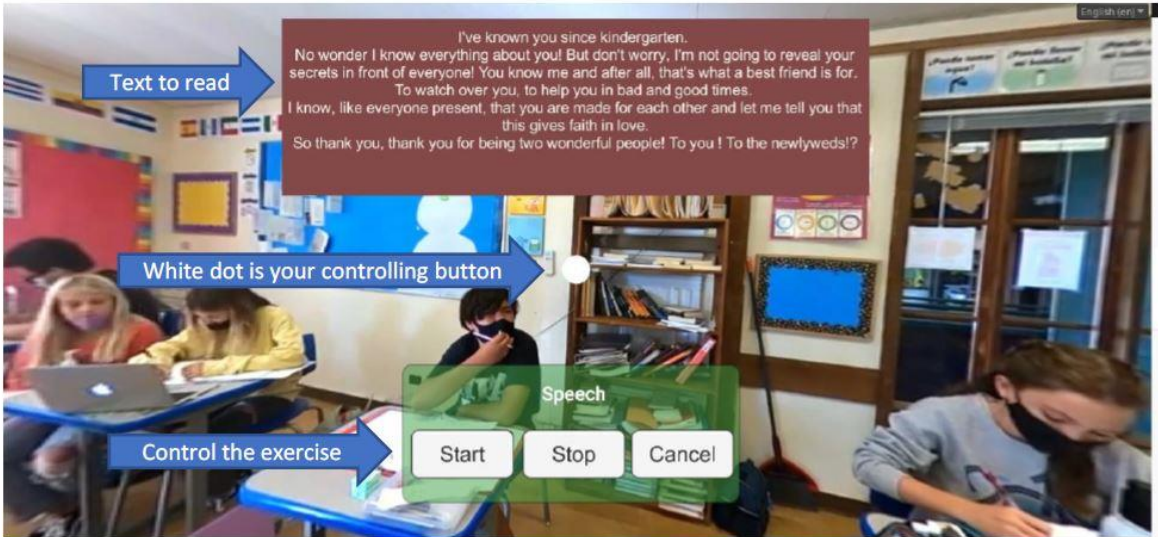 English (en)
I've known you since kindergarten.
No wonder I know everything about you! But don't worry, I'm not going to reveal your
secrets in front of everyone! You know me and after all, that's what a best friend is for.
To watch over you, to help you in bad and good times.
I know, like everyone present, that you are made for each other and let me tell you that
this gives faith in love.
So thank you, thank you for being two wonderful people! To you ! To the newlyweds!?
Text to read
White dot is your controlling button
Speech
Control the exercise
Start
Stop
Cancel